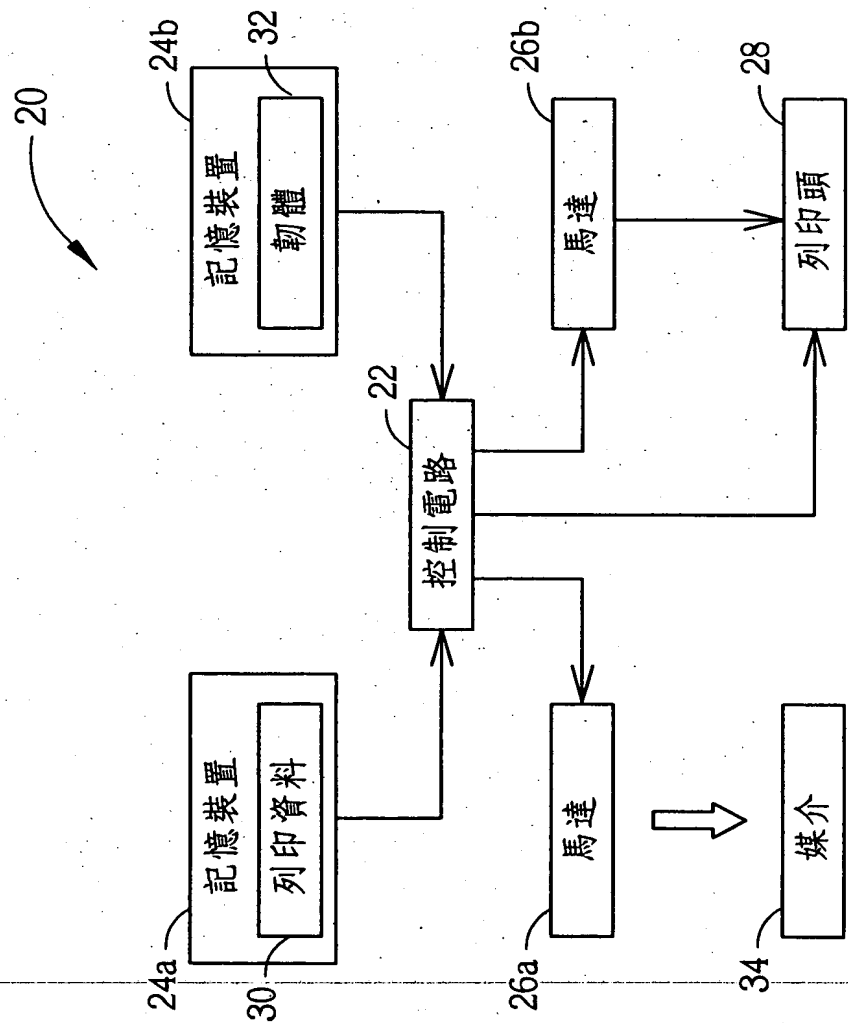 20
24a
記憶裝置
列印資料
30
24b
記憶裝置
韌體
32
22
控制電路
26a
馬達
26b
馬達
34
媒介
28
列印頭